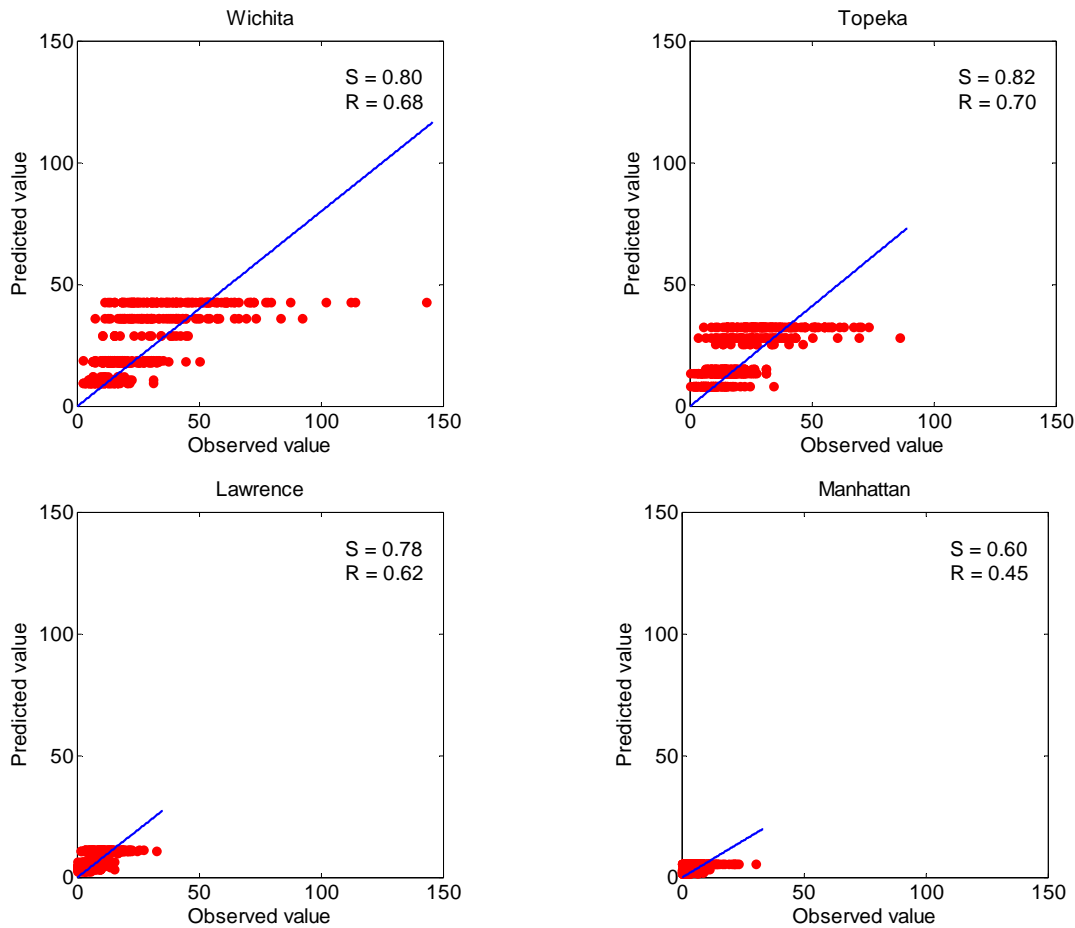 Wichita
150
100
50
0
S = 0.80
R = 0.68
Predicted value
0 50 100 150
Observed value
Topeka
150
100
50
0
S = 0.82
R = 0.70
Predicted value
0 50 100 150
Observed value
Lawrence
150
100
50
0
S = 0.78
R = 0.62
Predicted value
0 50 100 150
Observed value
Manhattan
150
100
50
0
S = 0.60
R = 0.45
Predicted value
0 50 100 150
Observed value